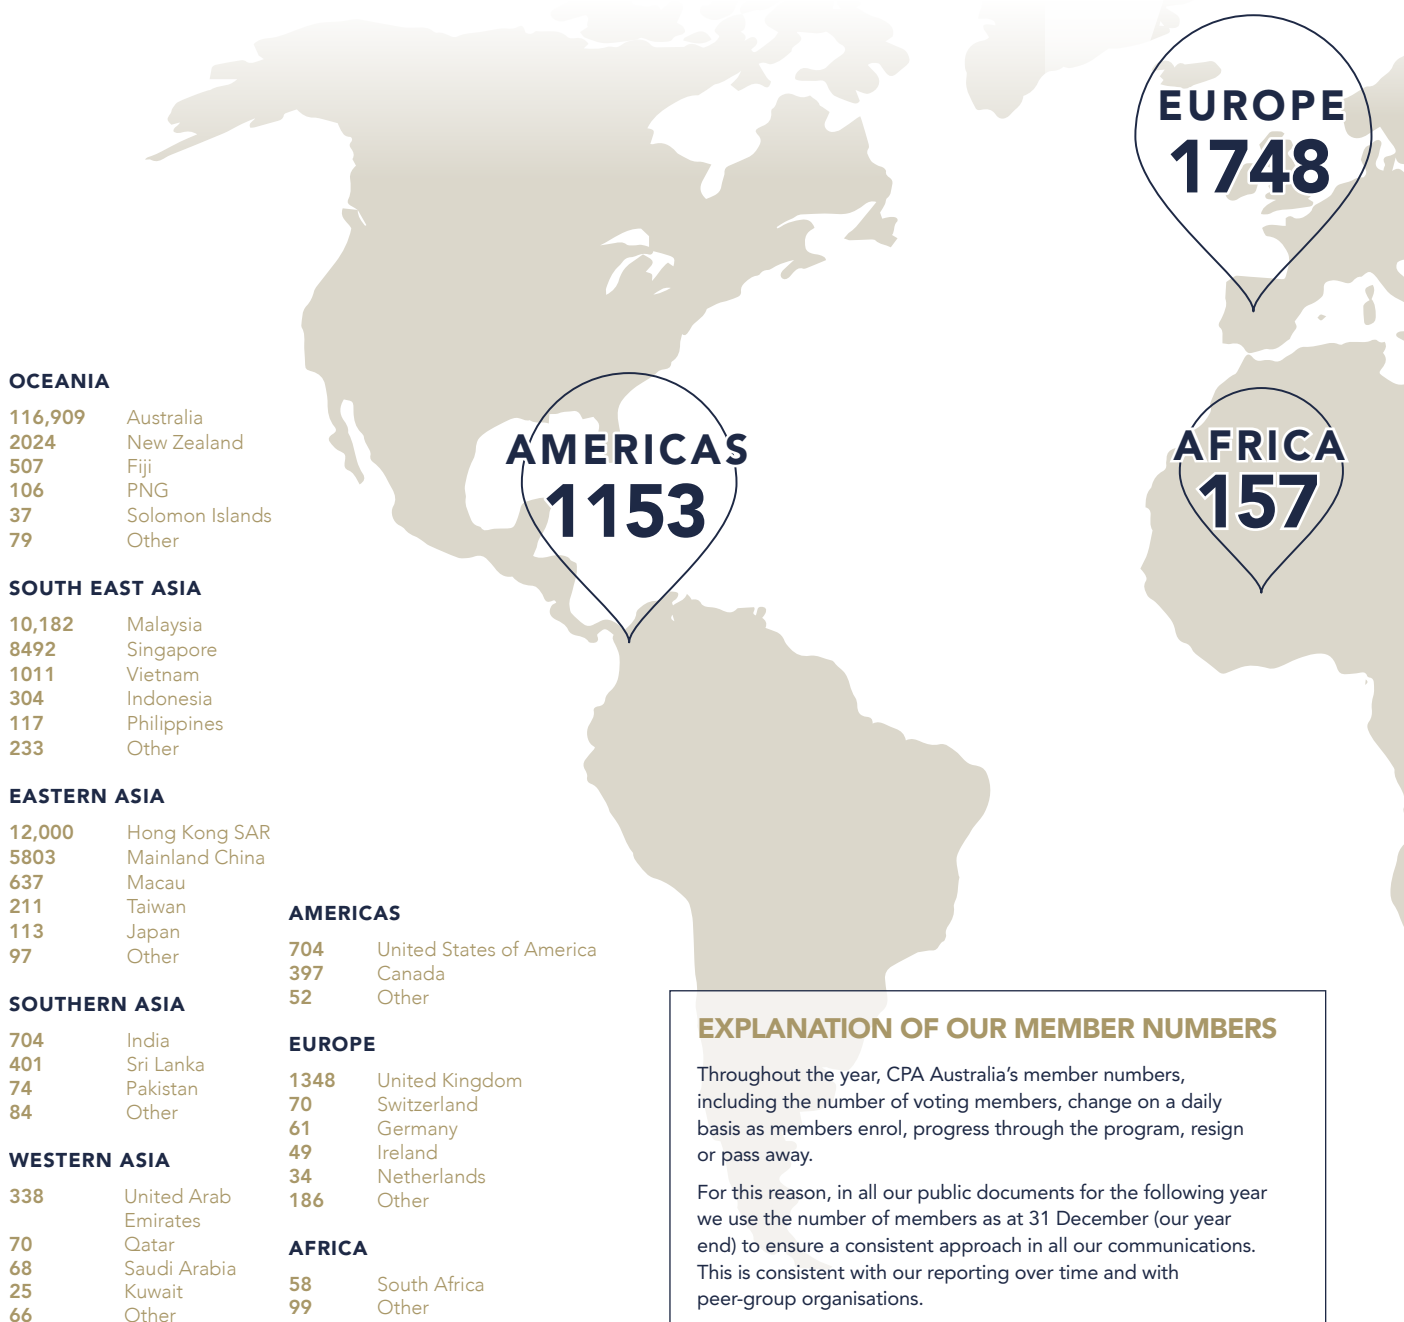 EUROPE
1748
AMERICAS
1153
AFRICA
157
OCEANIA
116,909 Australia
2024 New Zealand
507 Fiji
106 PNG
37 Solomon Islands
79 Other
SOUTH EAST ASIA
10,182 Malaysia
8492 Singapore
1011 Vietnam
304 Indonesia
117 Philippines
233 Other
EASTERN ASIA
12,000 Hong Kong SAR
5803 Mainland China
637 Macau
211 Taiwan
113 Japan
97 Other
SOUTHERN ASIA
704 India
401 Sri Lanka
74 Pakistan
84 Other
WESTERN ASIA
338 United Arab
Emirates
70 Qatar
68 Saudi Arabia
25 Kuwait
66 Other
AMERICAS
704 United States of America
397 Canada
52 Other
EUROPE
1348 United Kingdom
70 Switzerland
61 Germany
49 Ireland
34 Netherlands
186 Other
AFRICA
58 South Africa
99 Other
EXPLANATION OF OUR MEMBER NUMBERS
Throughout the year, CPA Australia's member numbers,
including the number of voting members, change on a daily
basis as members enrol, progress through the program, resign
or pass away.
For this reason, in all our public documents for the following year
we use the number of members as at 31 December (our year
end) to ensure a consistent approach in all our communications.
This is consistent with our reporting over time and with
peer-group organisations.